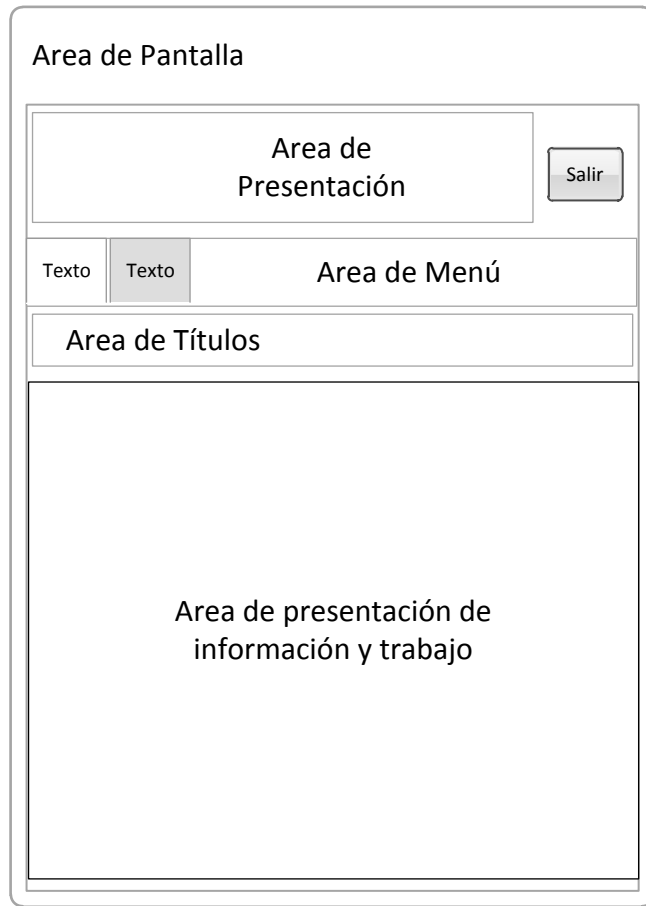 Area de Pantalla
Area de
Presentación
Salir
Texto
Texto
Area de Menú
Area de Títulos
Area de presentación de
información y trabajo